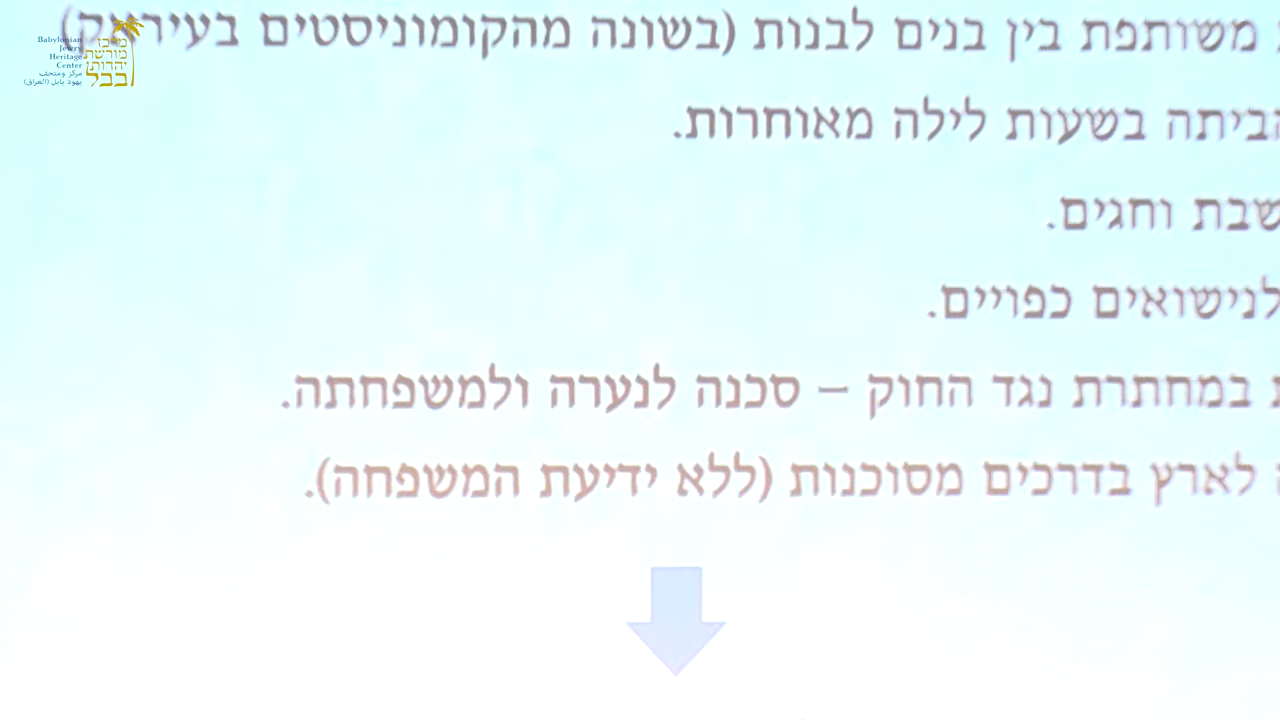 משותפת בין בנים לבנות (בשונה מהקומוניסטים בעיראק)
הביתה בשעות לילה מאוחרות.
שבת וחגים.
לנישואים כפויים.
במחתרת נגד החוק – סכנה לנערה ולמשפחתה.
לארץ בדרכים מסוכנות (ללא ידיעת המשפחה).
Babylonian
Jewry
Heritage
Center
مركز ومتحف
يهود بابل (العراق)
מרכז
מורשת
יהדות
בבל